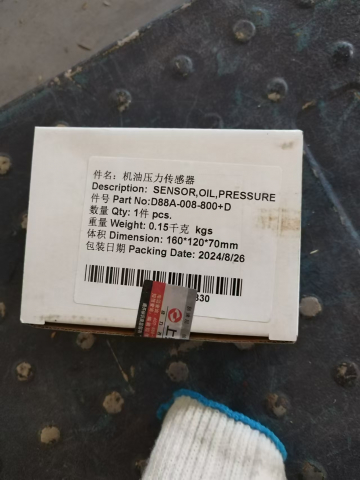 件名：机油压力传感器
Description: SENSOR,OIL,PRESSURE
件号 Part No:D88A-008-800+D
数量 Qty: 1件 pcs.
重量 Weight: 0.15千克 kgs
体积 Dimension: 160*120*70mm
包装日期 Packing Date: 2024/8/26
330
上